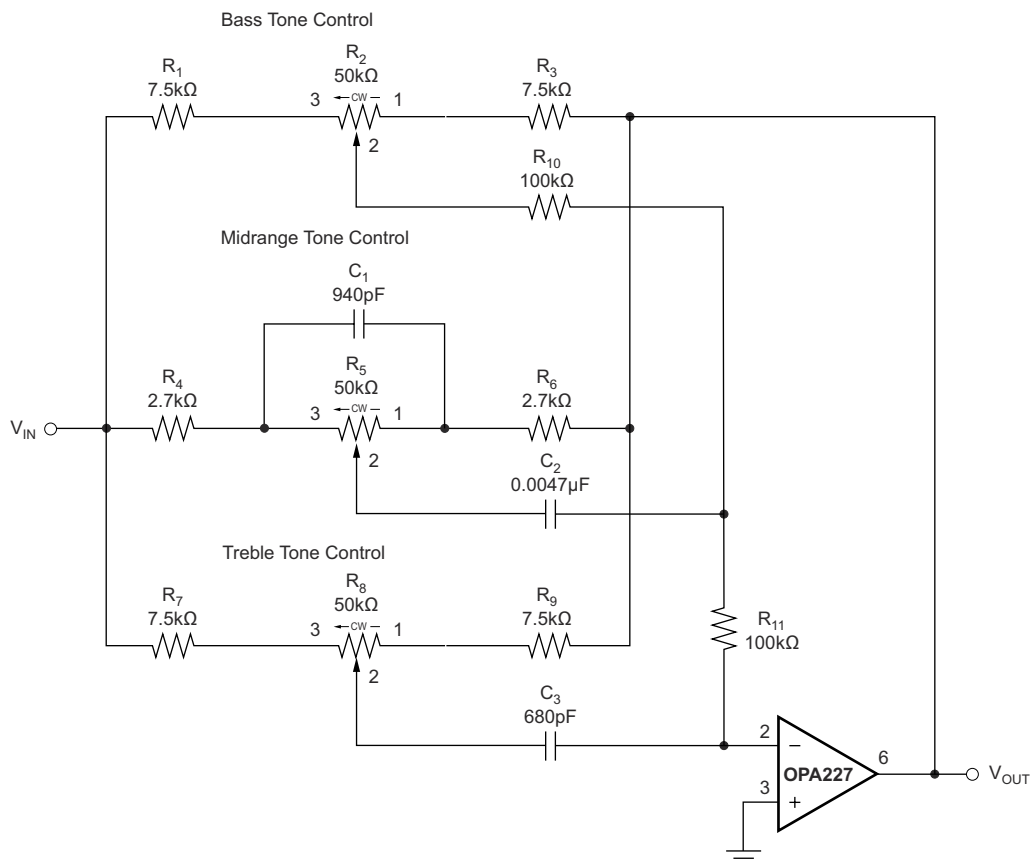 Bass Tone Control
R1
7.5kΩ
R2
50kΩ
R3
7.5kΩ
3
CW
1
2
R10
100kΩ
Midrange Tone Control
C1
940pF
R4
2.7kΩ
R5
50kΩ
R6
2.7kΩ
3
CW
1
2
VIN
C2
0.0047µF
Treble Tone Control
R7
7.5kΩ
R8
50kΩ
R9
7.5kΩ
3
CW
1
2
R11
100kΩ
C3
680pF
2
–
6
OPA227
3
+
VOUT